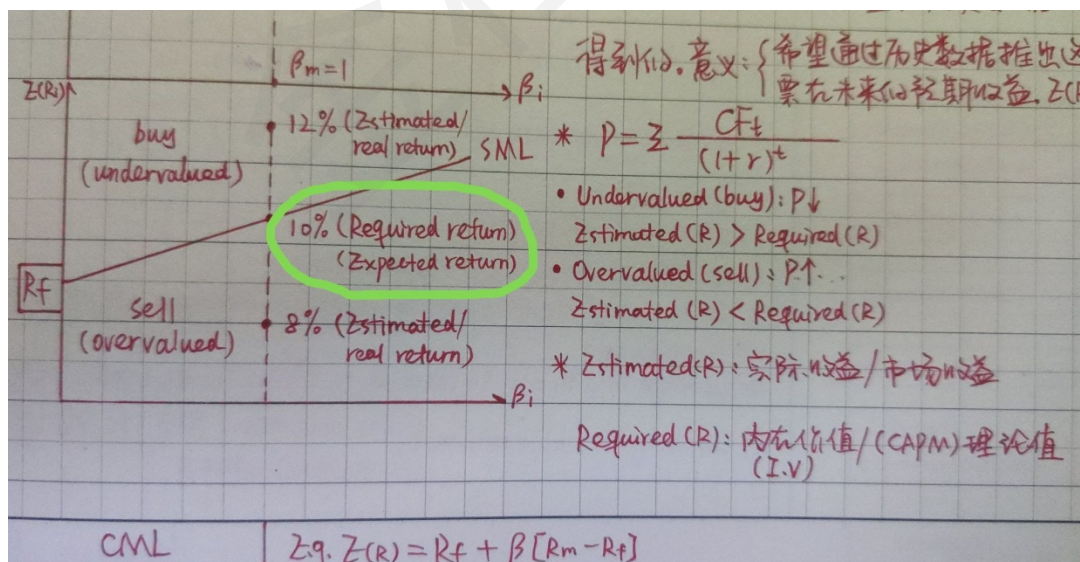 βm=1
βi
E(Ri)
buy
(undervalued)
12% (Estimated/
real return)
SML
10% (Required return)
(Expected return)
Rf
sell
(overvalued)
8% (Estimated/
real return)
βi
得到的.意义:{希望通过历史数据推出这
票在未来的预期收益.E(R
* P=Σ CFt/(1+r)^t
• Undervalued (buy): P↓
Estimated (R) > Required (R)
• Overvalued (sell): P↑...
Estimated (R) < Required (R)
* Estimated(R): 实际收益/市场收益
Required (R): 内在价值/(CAPM)理论值
(I.V)
CML
E.g. E(R) = Rf + β[Rm-Rf]